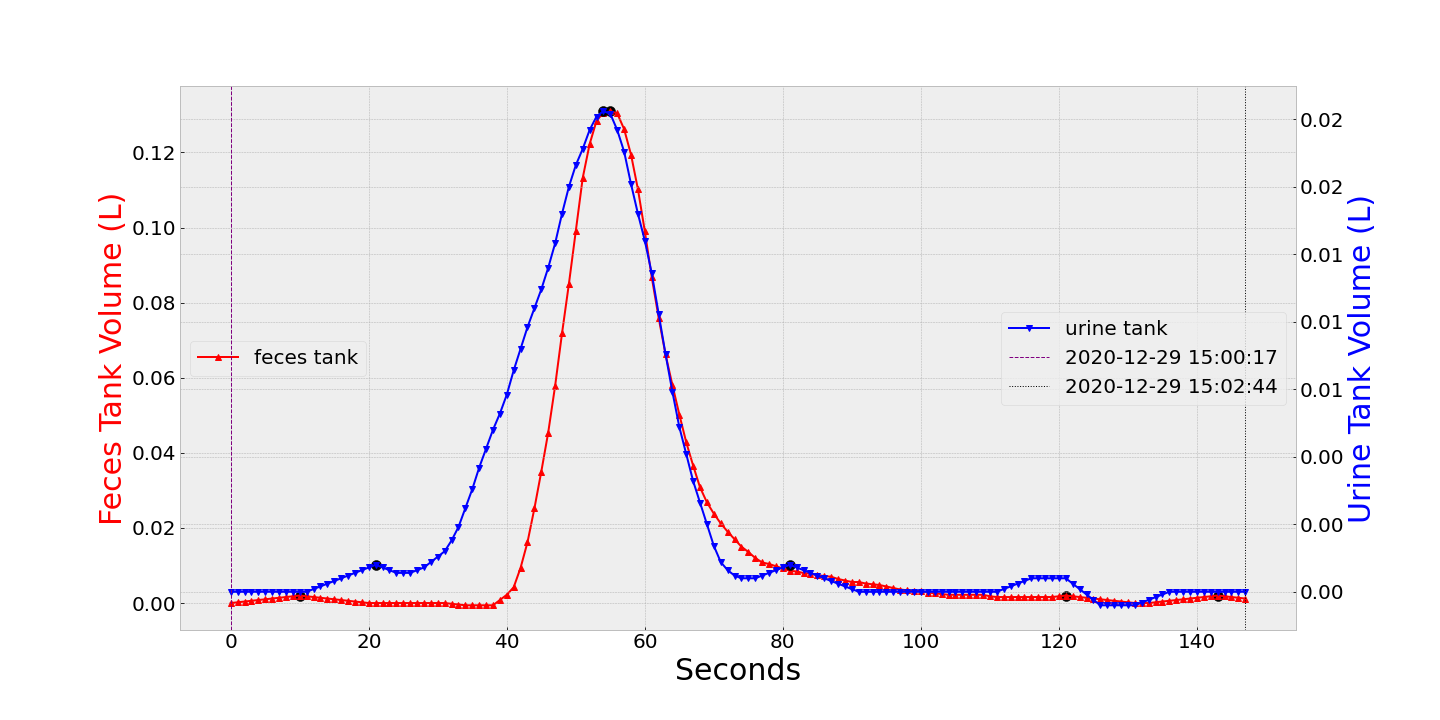 Feces Tank Volume (L)
0.12
0.10
0.08
0.06
0.04
0.02
0.00
feces tank
urine tank
2020-12-29 15:00:17
2020-12-29 15:02:44
0.02
0.02
0.01
0.01
0.01
0.00
0.00
0.00
Urine Tank Volume (L)
0 20 40 60 80 100 120 140
Seconds